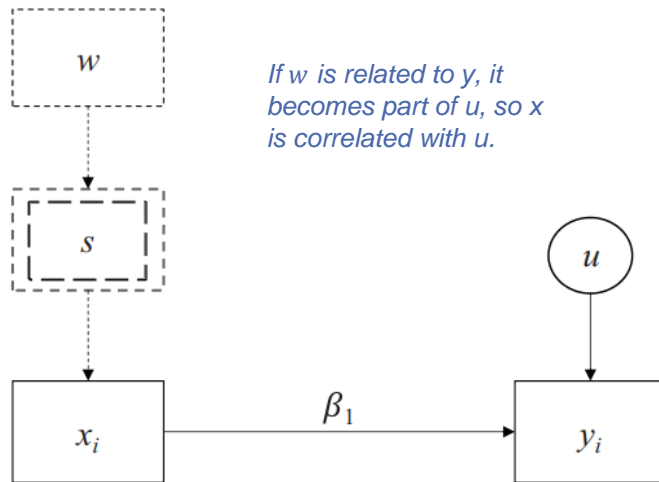 w
If w is related to y, it
becomes part of u, so x
is correlated with u.
s
u
β₁
xᵢ
yᵢ